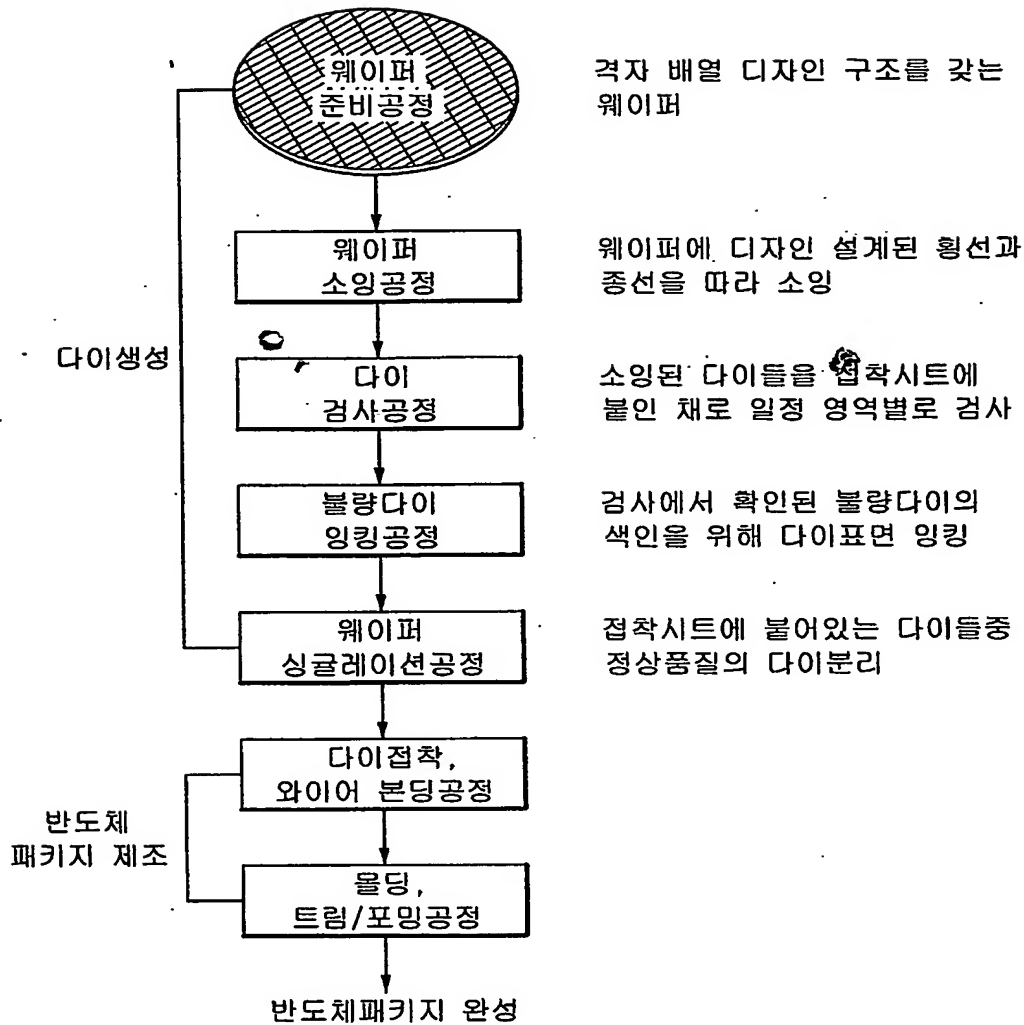 웨이퍼
준비공정
격자 배열 디자인 구조를 갖는
웨이퍼
웨이퍼
소잉공정
웨이퍼에 디자인 설계된 횡선과
종선을 따라 소잉
다이생성
다이
검사공정
소잉된 다이들을 접착시트에
붙인 채로 일정 영역별로 검사
불량다이
잉킹공정
검사에서 확인된 불량다이의
색인을 위해 다이표면 잉킹
웨이퍼
싱귤레이션공정
접착시트에 붙어있는 다이들중
정상품질의 다이분리
다이접착,
와이어 본딩공정
반도체
패키지 제조
몰딩,
트림/포밍공정
반도체패키지 완성